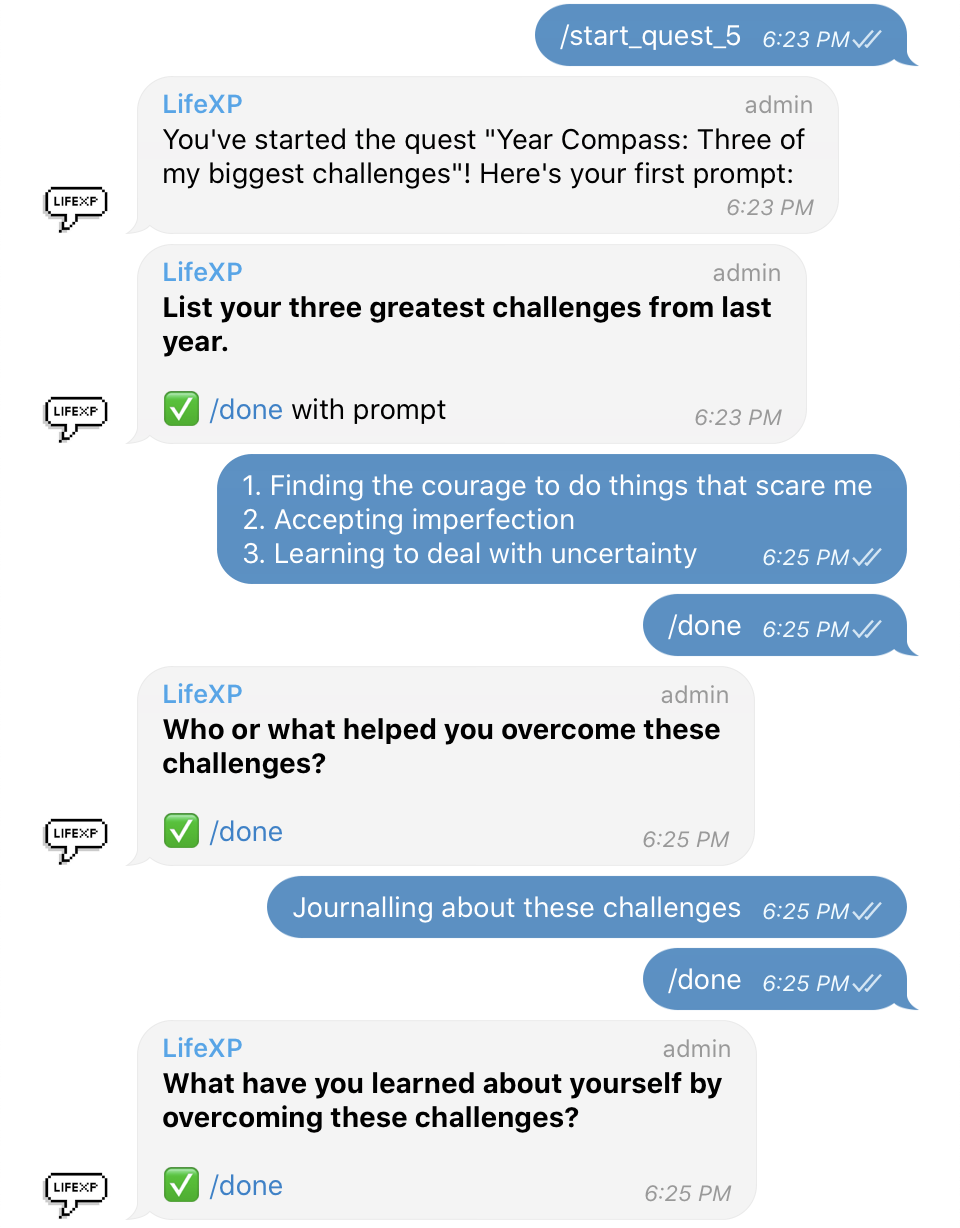 /start_quest_5 6:23 PM
LifeXP admin
You've started the quest "Year Compass: Three of
my biggest challenges"! Here's your first prompt:
6:23 PM
LIFEXP
LifeXP admin
List your three greatest challenges from last
year.
✅ /done with prompt 6:23 PM
LIFEXP
1. Finding the courage to do things that scare me
2. Accepting imperfection
3. Learning to deal with uncertainty 6:25 PM
/done 6:25 PM
LifeXP admin
Who or what helped you overcome these
challenges?
✅ /done 6:25 PM
LIFEXP
Journalling about these challenges 6:25 PM
/done 6:25 PM
LifeXP admin
What have you learned about yourself by
overcoming these challenges?
✅ /done 6:25 PM
LIFEXP